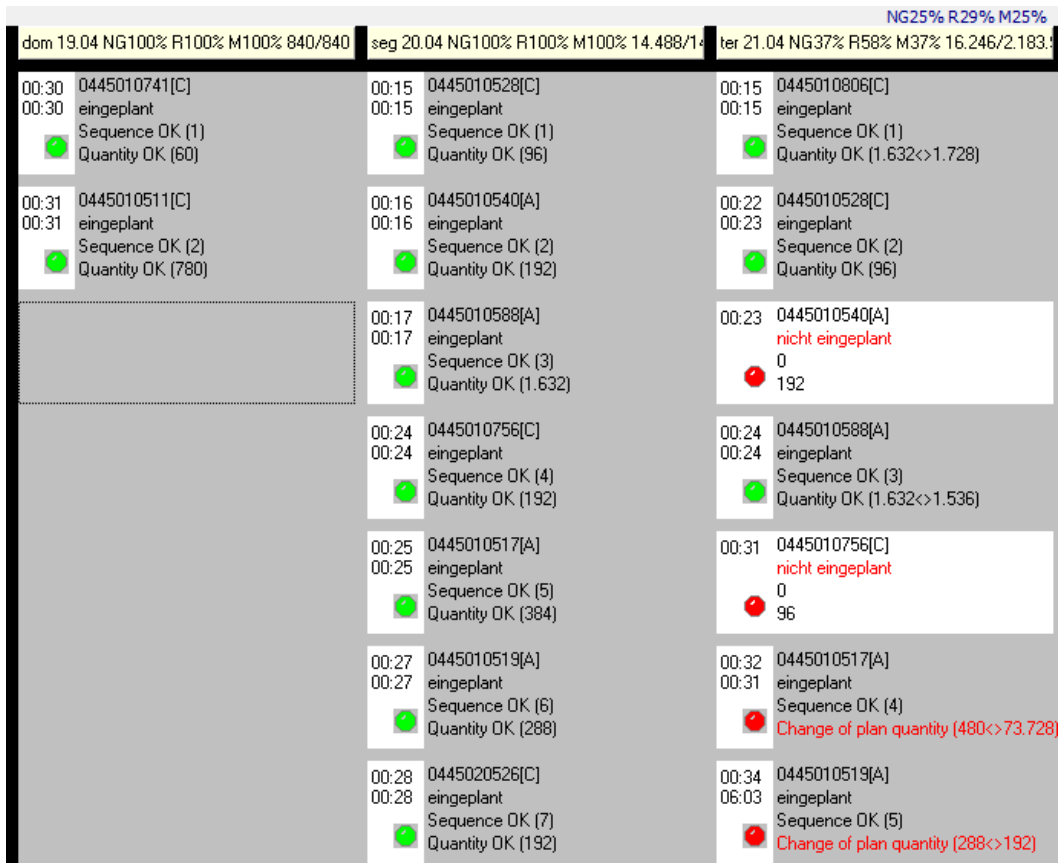 NG25% R29% M25%
dom 19.04 NG100% R100% M100% 840/840
seg 20.04 NG100% R100% M100% 14.488/14
ter 21.04 NG37% R58% M37% 16.246/2.183.
00:30 0445010741[C]
00:30 eingeplant
Sequence OK (1)
Quantity OK (60)
00:31 0445010511[C]
00:31 eingeplant
Sequence OK (2)
Quantity OK (780)
00:15 0445010528[C]
00:15 eingeplant
Sequence OK (1)
Quantity OK (96)
00:16 0445010540[A]
00:16 eingeplant
Sequence OK (2)
Quantity OK (192)
00:17 0445010588[A]
00:17 eingeplant
Sequence OK (3)
Quantity OK (1.632)
00:24 0445010756[C]
00:24 eingeplant
Sequence OK (4)
Quantity OK (192)
00:25 0445010517[A]
00:25 eingeplant
Sequence OK (5)
Quantity OK (384)
00:27 0445010519[A]
00:27 eingeplant
Sequence OK (6)
Quantity OK (288)
00:28 0445020526[C]
00:28 eingeplant
Sequence OK (7)
Quantity OK (192)
00:15 0445010806[C]
00:15 eingeplant
Sequence OK (1)
Quantity OK (1.632<>1.728)
00:22 0445010528[C]
00:23 eingeplant
Sequence OK (2)
Quantity OK (96)
00:23 0445010540[A]
nicht eingeplant
0
192
00:24 0445010588[A]
00:24 eingeplant
Sequence OK (3)
Quantity OK (1.632<>1.536)
00:31 0445010756[C]
nicht eingeplant
0
96
00:32 0445010517[A]
00:31 eingeplant
Sequence OK (4)
Change of plan quantity (480<>73.728)
00:34 0445010519[A]
06:03 eingeplant
Sequence OK (5)
Change of plan quantity (288<>192)